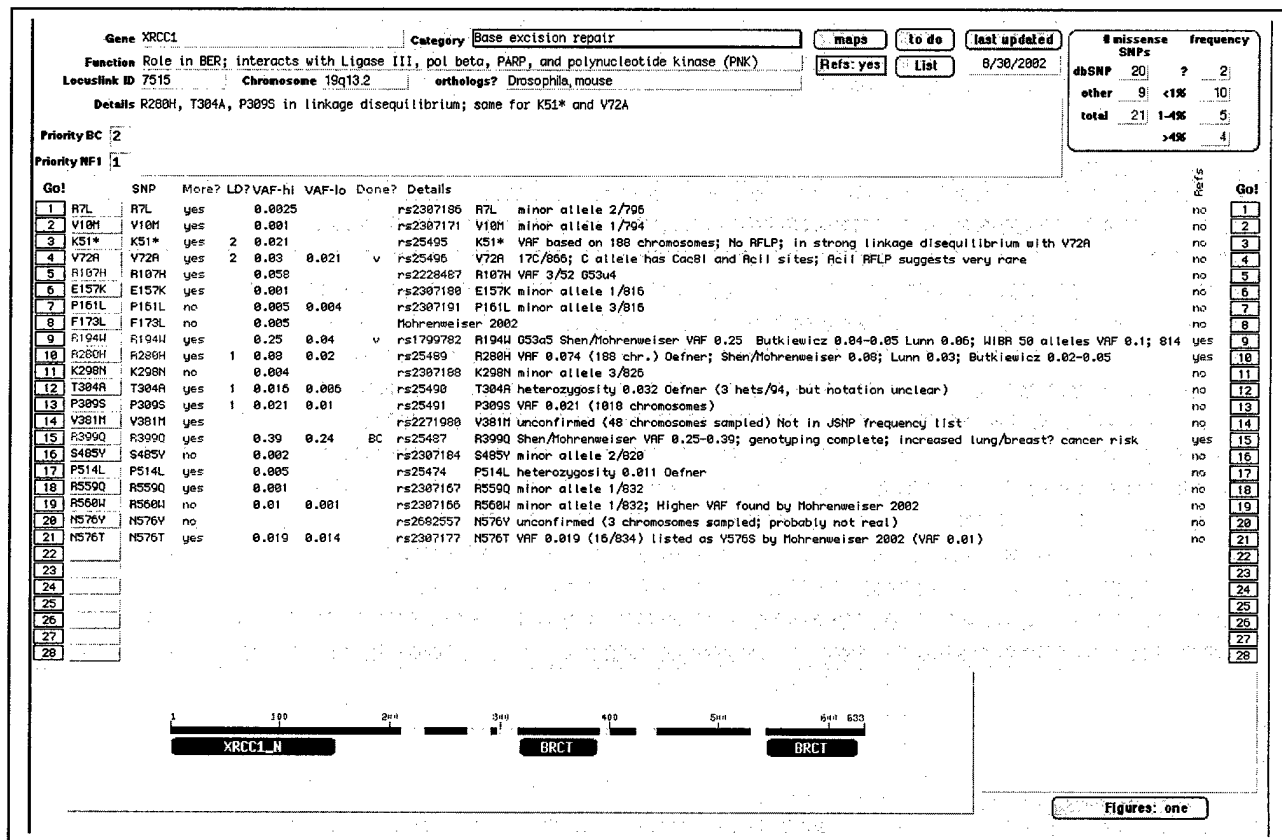 Gene XRCC1 Category Base excision repair maps to do last updated # missense SNPs frequency
Function Role in BER; interacts with Ligase III, pol beta, PARP, and polynucleotide kinase (PNK) Refs: yes List 8/30/2002 dbSNP 20 ? 2
Locuslink ID 7515 Chromosome 19q13.2 orthologs? Drosophila, mouse other 9 <1% 10
Details R280H, T304A, P309S in linkage disequilibrium; same for K51* and V72A total 21 1-4% 5
>4% 4
Priority BC 2
Priority NF1 1
Go! SNP More? LD? VAF-hi VAF-lo Done? Details Refs Go!
1 R7L R7L yes 0.0025 rs2307186 R7L minor allele 2/796 no 1
2 V10M V10M yes 0.001 rs2307171 V10M minor allele 1/794 no 2
3 K51* K51* yes 2 0.021 rs25495 K51* VAF based on 188 chromosomes; No RFLP; in strong linkage disequilibrium with V72A no 3
4 V72A V72A yes 2 0.03 0.021 v rs25496 V72A 17C/866; C allele has Cac8I and AciI sites; AciI RFLP suggests very rare no 4
5 R107H R107H yes 0.058 rs2228487 R107H VAF 3/52 G53u4 no 5
6 E157K E157K yes 0.001 rs2307180 E157K minor allele 1/816 no 6
7 P161L P161L no 0.005 0.004 rs2307191 P161L minor allele 3/816 no 7
8 F173L F173L no 0.005 Mohrenweiser 2002 no 8
9 R194W R194W yes 0.25 0.04 v rs1799782 R194W G53a5 Shen/Mohrenweiser VAF 0.25 Butkiewicz 0.04-0.05 Lunn 0.06; WIBR 50 alleles VAF 0.1; 814 yes 9
10 R280H R280H yes 1 0.08 0.02 rs25489 R280H VAF 0.074 (188 chr.) Oefner; Shen/Mohrenweiser 0.08; Lunn 0.03; Butkiewicz 0.02-0.05 yes 10
11 K298N K298N no 0.004 rs2307188 K298N minor allele 3/826 no 11
12 T304A T304A yes 1 0.016 0.006 rs25490 T304A heterozygosity 0.032 Oefner (3 hets/94, but notation unclear) no 12
13 P309S P309S yes 1 0.021 0.01 rs25491 P309S VAF 0.021 (1018 chromosomes) no 13
14 V381M V381M yes rs2271980 V381M unconfirmed (48 chromosomes sampled) Not in JSNP frequency list no 14
15 R399Q R399Q yes 0.39 0.24 BC rs25487 R399Q Shen/Mohrenweiser VAF 0.25-0.39; genotyping complete; increased lung/breast? cancer risk yes 15
16 S485Y S485Y no 0.002 rs2307184 S485Y minor allele 2/820 no 16
17 P514L P514L yes 0.005 rs25474 P514L heterozygosity 0.011 Oefner no 17
18 R559Q R559Q yes 0.001 rs2307167 R559Q minor allele 1/832 no 18
19 R560W R560W no 0.01 0.001 rs2307166 R560W minor allele 1/832; Higher VAF found by Mohrenweiser 2002 no 19
20 N576Y N576Y no rs2682557 N576Y unconfirmed (3 chromosomes sampled; probably not real) no 20
21 N576T N576T yes 0.019 0.014 rs2307177 N576T VAF 0.019 (16/834) listed as Y576S by Mohrenweiser 2002 (VAF 0.01) no 21
22 22
23 23
24 24
25 25
26 26
27 27
28 28
1 100 200 300 400 500 600 633
XRCC1_N BRCT BRCT
Figures: one